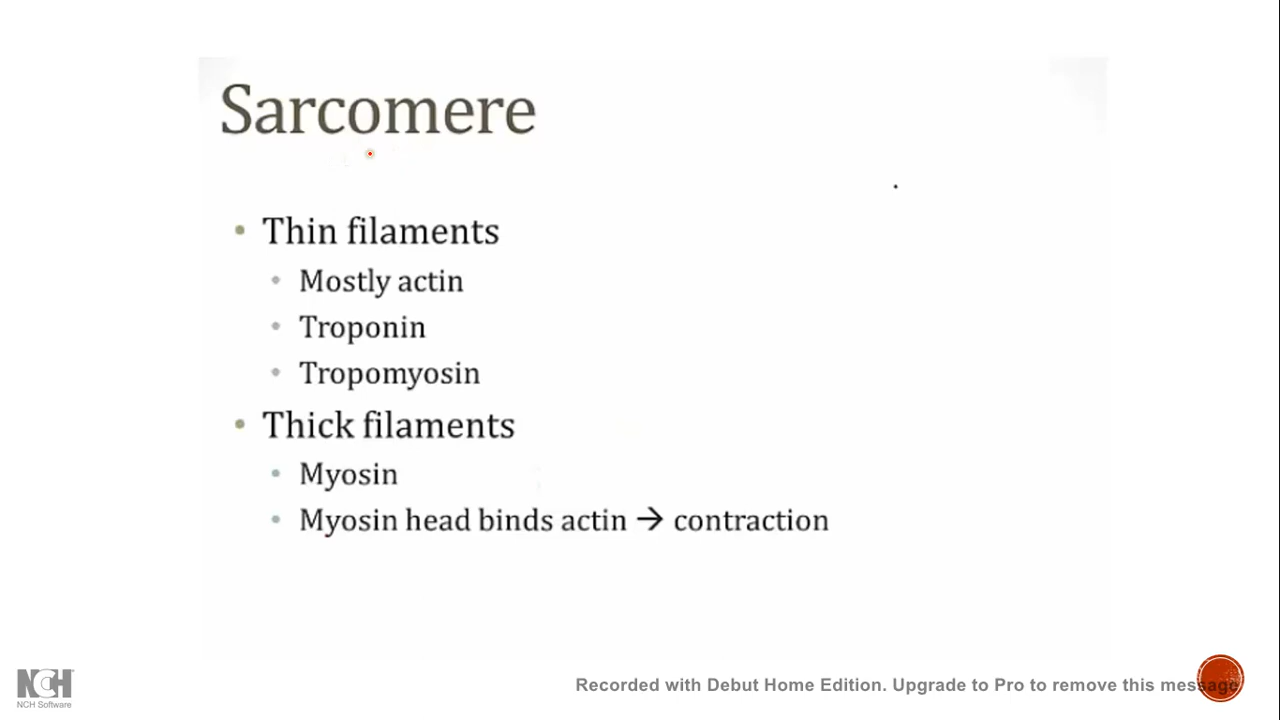 Sarcomere
• Thin filaments
• Mostly actin
• Troponin
• Tropomyosin
• Thick filaments
• Myosin
• Myosin head binds actin → contraction
NCH
NCH Software
Recorded with Debut Home Edition. Upgrade to Pro to remove this message